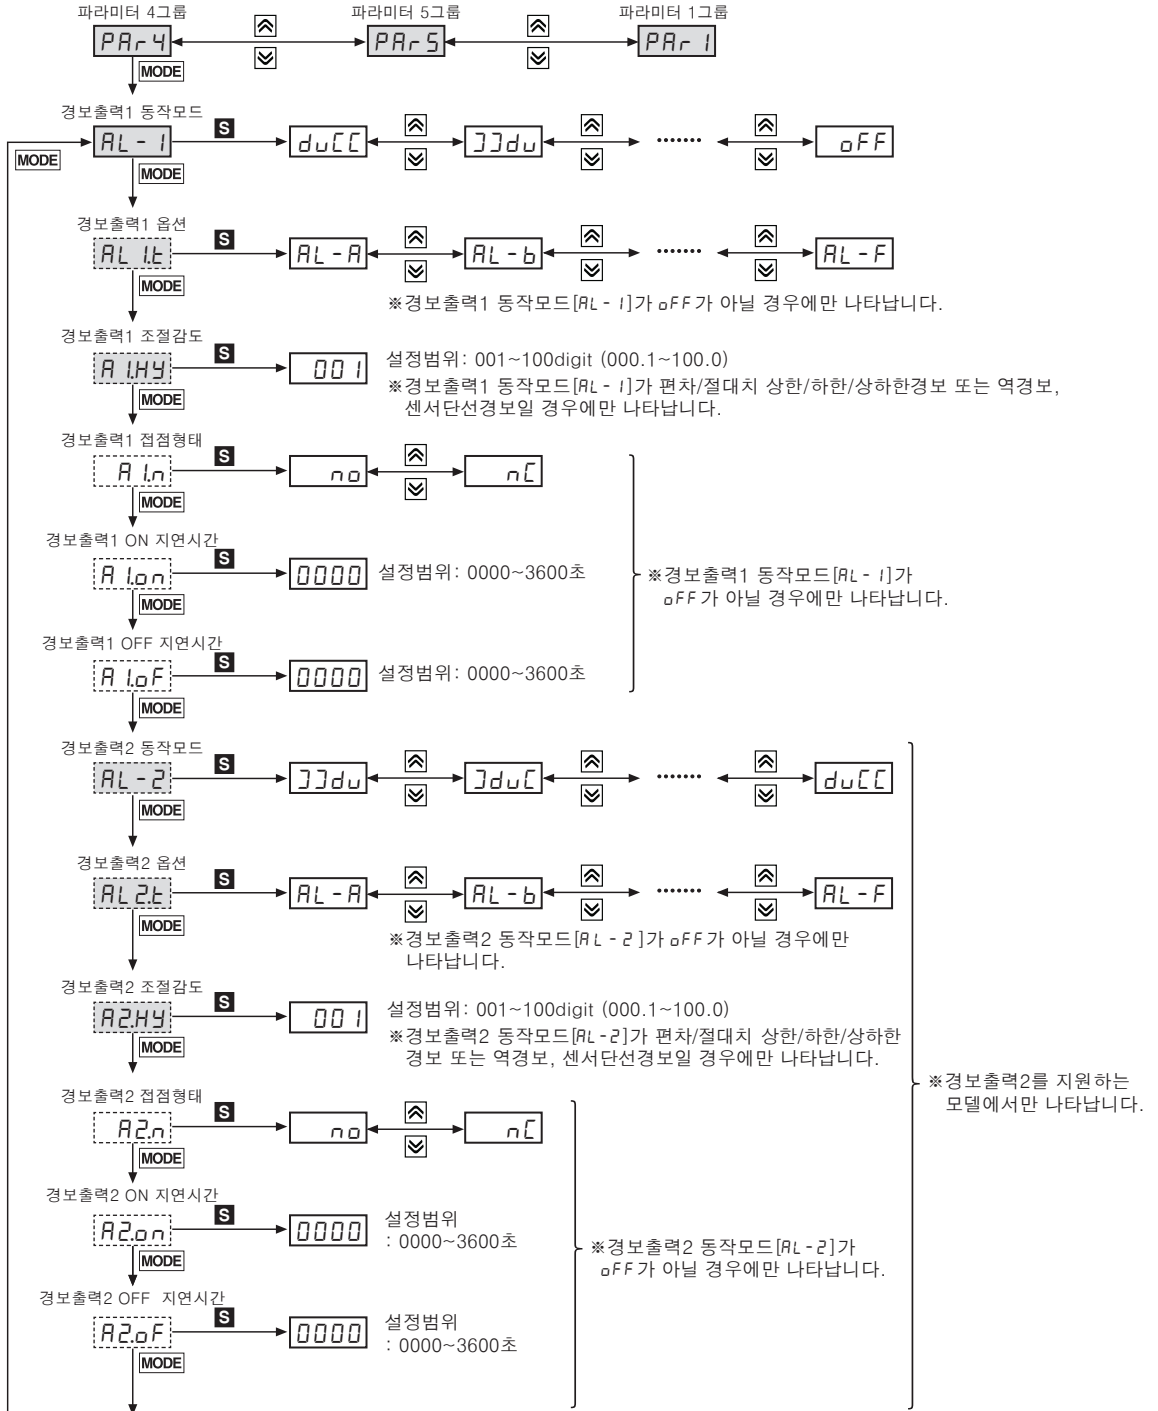 파라미터 4그룹 파라미터 5그룹 파라미터 1그룹
PAr4 PAr5 PAr1
MODE
경보출력1 동작모드
AL-1 S duCC ]]du ······· oFF
MODE MODE
경보출력1 옵션
AL1.t S AL-A AL-b ······· AL-F
MODE
※경보출력1 동작모드[AL-1]가 oFF가 아닐 경우에만 나타납니다.
경보출력1 조절감도
A1.HY S 001 설정범위: 001~100digit (000.1~100.0)
MODE
※경보출력1 동작모드[AL-1]가 편차/절대치 상한/하한/상하한경보 또는 역경보,
센서단선경보일 경우에만 나타납니다.
경보출력1 접점형태
A1.n S no nC
MODE
경보출력1 ON 지연시간
A1.on S 0000 설정범위: 0000~3600초
MODE
※경보출력1 동작모드[AL-1]가
oFF가 아닐 경우에만 나타납니다.
경보출력1 OFF 지연시간
A1.oF S 0000 설정범위: 0000~3600초
MODE
경보출력2 동작모드
AL-2 S ]]du ]duC ······· duCC
MODE
경보출력2 옵션
AL2.t S AL-A AL-b ······· AL-F
MODE
※경보출력2 동작모드[AL-2]가 oFF가 아닐 경우에만
나타납니다.
경보출력2 조절감도
A2.HY S 001 설정범위: 001~100digit (000.1~100.0)
MODE
※경보출력2 동작모드[AL-2]가 편차/절대치 상한/하한/상하한
경보 또는 역경보, 센서단선경보일 경우에만 나타납니다.
※경보출력2를 지원하는
모델에서만 나타납니다.
경보출력2 접점형태
A2.n S no nC
MODE
경보출력2 ON 지연시간
A2.on S 0000 설정범위
: 0000~3600초
MODE
※경보출력2 동작모드[AL-2]가
oFF가 아닐 경우에만 나타납니다.
경보출력2 OFF 지연시간
A2.oF S 0000 설정범위
: 0000~3600초
MODE